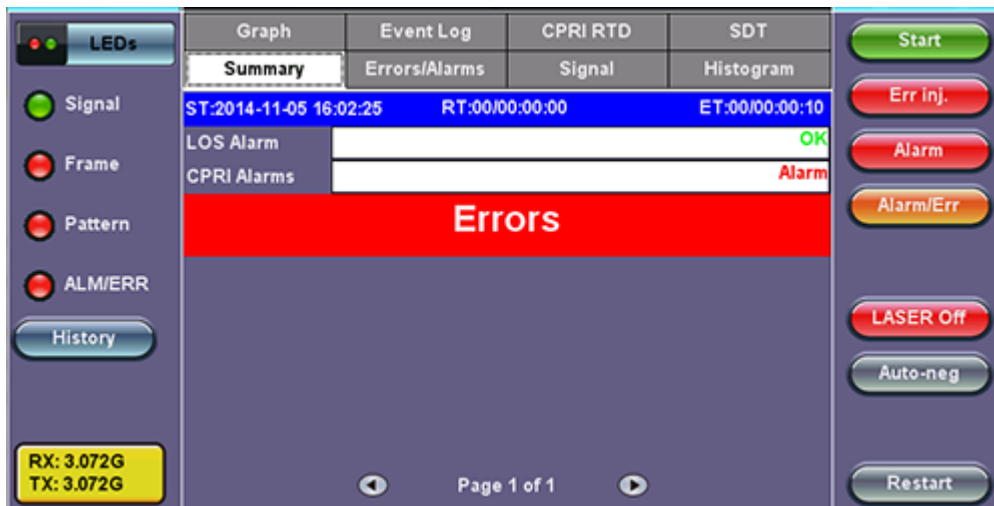 LEDs
Signal
Frame
Pattern
ALM/ERR
History
RX: 3.072G
TX: 3.072G
Graph Event Log CPRI RTD SDT
Summary Errors/Alarms Signal Histogram
ST:2014-11-05 16:02:25 RT:00/00:00:00 ET:00/00:00:10
LOS Alarm OK
CPRI Alarms Alarm
Errors
Page 1 of 1
Start
Err inj.
Alarm
Alarm/Err
LASER Off
Auto-neg
Restart